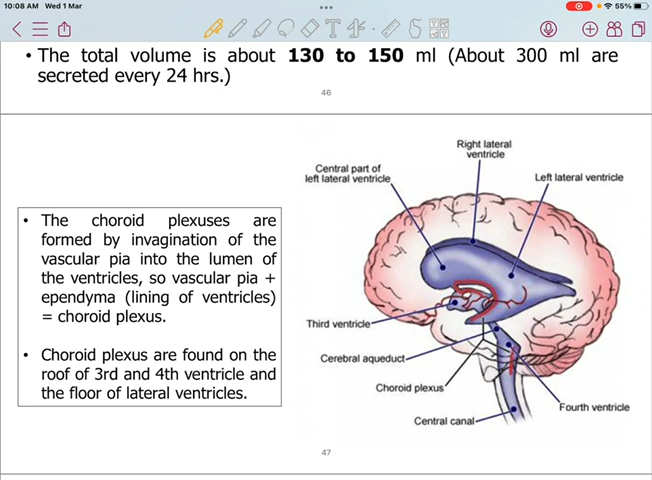 10:08 AM Wed 1 Mar
55%
• The total volume is about 130 to 150 ml (About 300 ml are
secreted every 24 hrs.)
46
• The choroid plexuses are
formed by invagination of the
vascular pia into the lumen of
the ventricles, so vascular pia +
ependyma (lining of ventricles)
= choroid plexus.
• Choroid plexus are found on the
roof of 3rd and 4th ventricle and
the floor of lateral ventricles.
Right lateral
ventricle
Central part of
left lateral ventricle
Left lateral ventricle
Third ventricle
Cerebral aqueduct
Choroid plexus
Central canal
Fourth ventricle
47